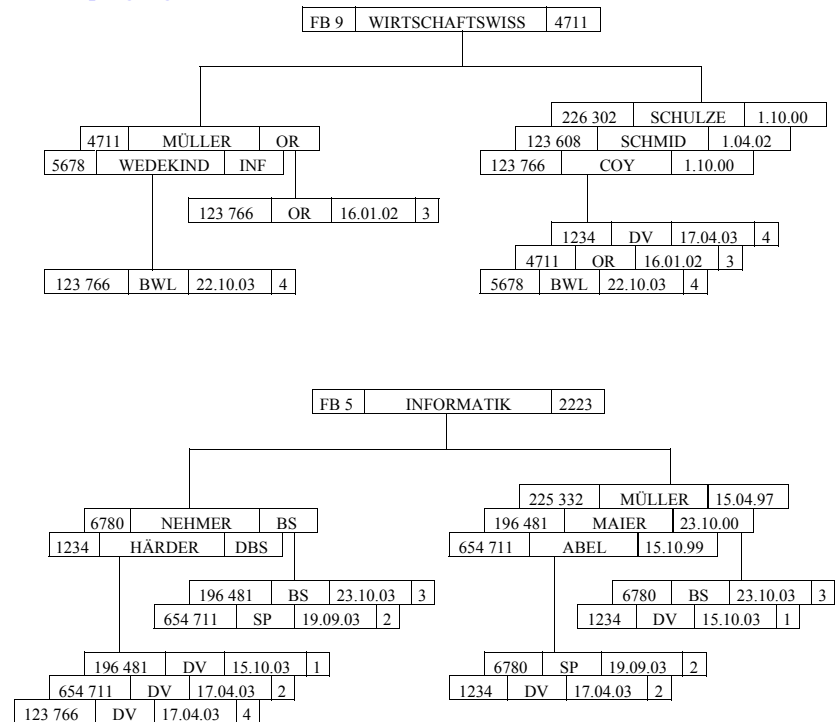 FB 9 WIRTSCHAFTSWISS 4711
4711 MÜLLER OR
5678 WEDEKIND INF
123 766 OR 16.01.02 3
123 766 BWL 22.10.03 4
226 302 SCHULZE 1.10.00
123 608 SCHMID 1.04.02
123 766 COY 1.10.00
1234 DV 17.04.03 4
4711 OR 16.01.02 3
5678 BWL 22.10.03 4
FB 5 INFORMATIK 2223
6780 NEHMER BS
1234 HÄRDER DBS
196 481 BS 23.10.03 3
654 711 SP 19.09.03 2
196 481 DV 15.10.03 1
654 711 DV 17.04.03 2
123 766 DV 17.04.03 4
225 332 MÜLLER 15.04.97
196 481 MAIER 23.10.00
654 711 ABEL 15.10.99
6780 BS 23.10.03 3
1234 DV 15.10.03 1
6780 SP 19.09.03 2
1234 DV 17.04.03 2